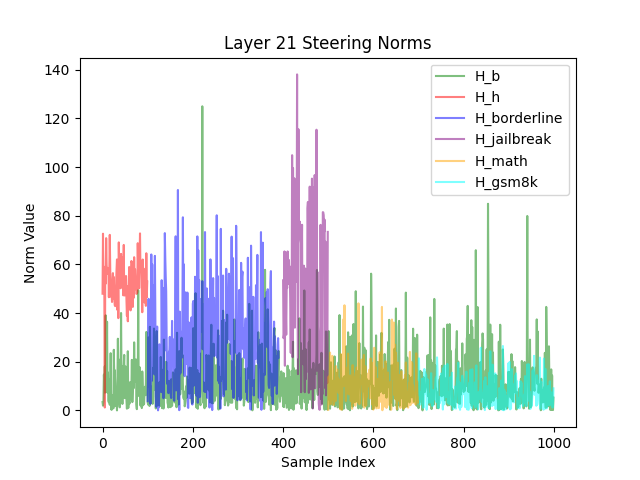 Layer 21 Steering Norms
Norm Value
140
120
100
80
60
40
20
0
0
200
400
600
800
1000
Sample Index
H_b
H_h
H_borderline
H_jailbreak
H_math
H_gsm8k